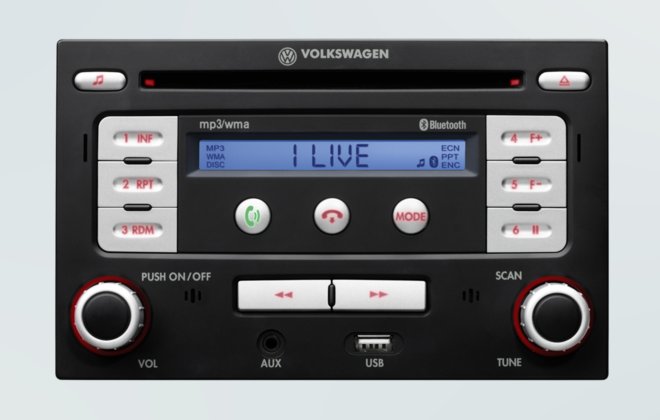 VOLKSWAGEN
mp3/wma
Bluetooth
1 INF
4 F+
MP3
WMA
DISC
1 LIVE
ECN
PPT
ENC
2 RPT
5 F-
3 RDM
MODE
6 II
PUSH ON/OFF
SCAN
VOL
AUX
USB
TUNE